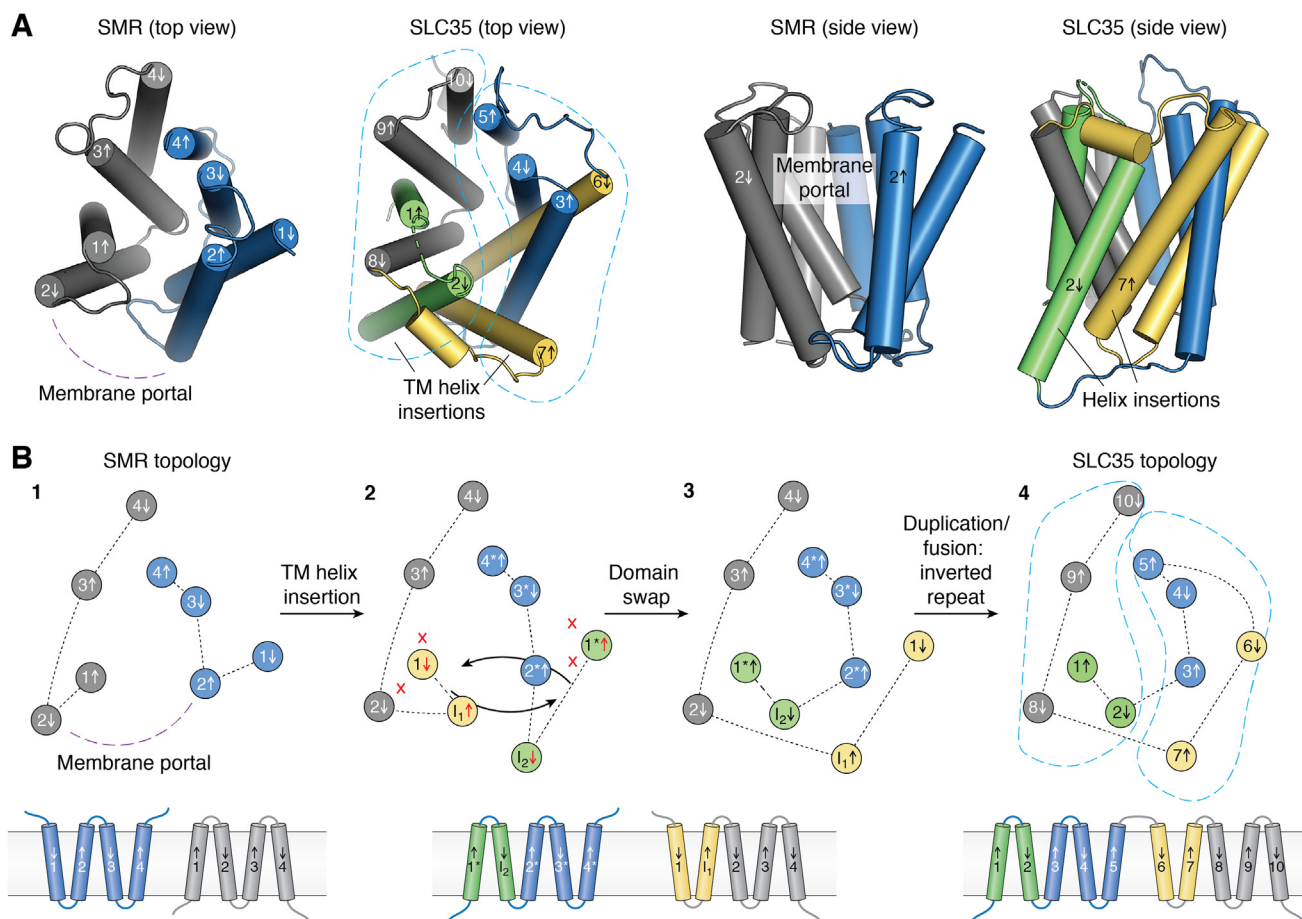 A
SMR (top view)
SLC35 (top view)
SMR (side view)
SLC35 (side view)
4↓
3↑
4↑
3↓
1↑
2↑
1↓
2↓
Membrane portal
10↓
9↑
5↑
4↓
6↓
3↑
1↑
8↓
2↓
7↑
TM helix
insertions
2↓
Membrane
portal
2↑
2↓
7↑
Helix insertions
B
SMR topology
1
4↓
3↑
4↑
3↓
1↑
2↑
1↓
2↓
Membrane portal
TM helix
insertion
2
4↓
3↑
4*↑
3*↓
x
x
1*↑
1↓
2*↑
x
x
2↓
I₁↑
I₂↓
Domain
swap
3
4↓
3↑
4*↑
3*↓
1*↑
2*↑
1↓
2↓
I₂↓
I₁↑
Duplication/
fusion:
inverted
repeat
SLC35 topology
4
10↓
9↑
5↑
4↓
6↓
1↑
3↑
8↓
2↓
7↑
↓1
↑2
↓3
↑4
↑1
↓2
↑3
↓4
↑1*
↓I₂
↑2*
↓3*
↑4*
↓1
↑I₁
↓2
↑3
↓4
↑1
↓2
↑3
↓4
↑5
↓6
↑7
↓8
↑9
↓10